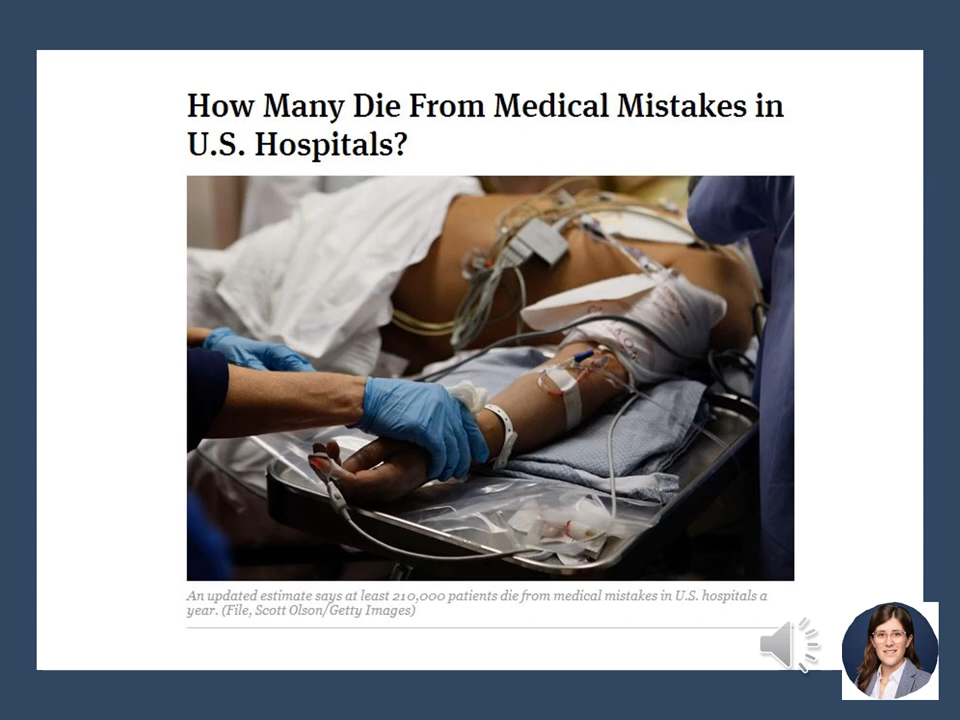 How Many Die From Medical Mistakes in
U.S. Hospitals?
An updated estimate says at least 210,000 patients die from medical mistakes in U.S. hospitals a
year. (File, Scott Olson/Getty Images)